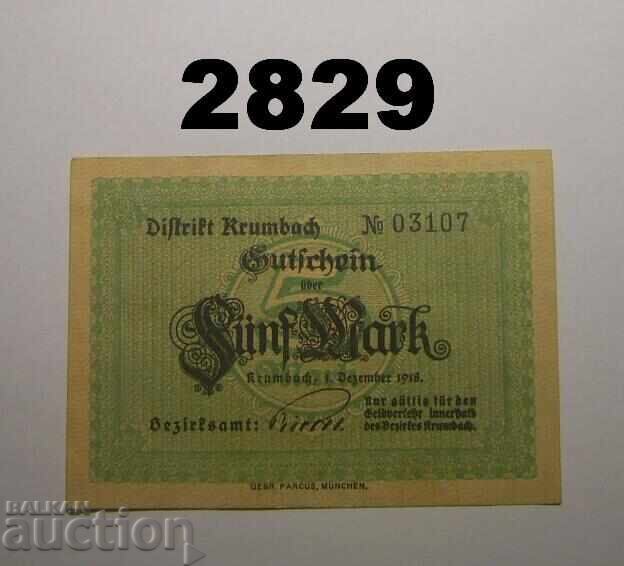 2829
Distrikt Krumbach № 03107
Gutschein
über
5
Fünf Mark
Krumbach, 1. Dezember 1918.
Bezirksamt:
Nur gültig für den
Geldverkehr innerhalb
des Bezirkes Krumbach.
GEBR. PARCUS, MÜNCHEN.
BALKAN
auction